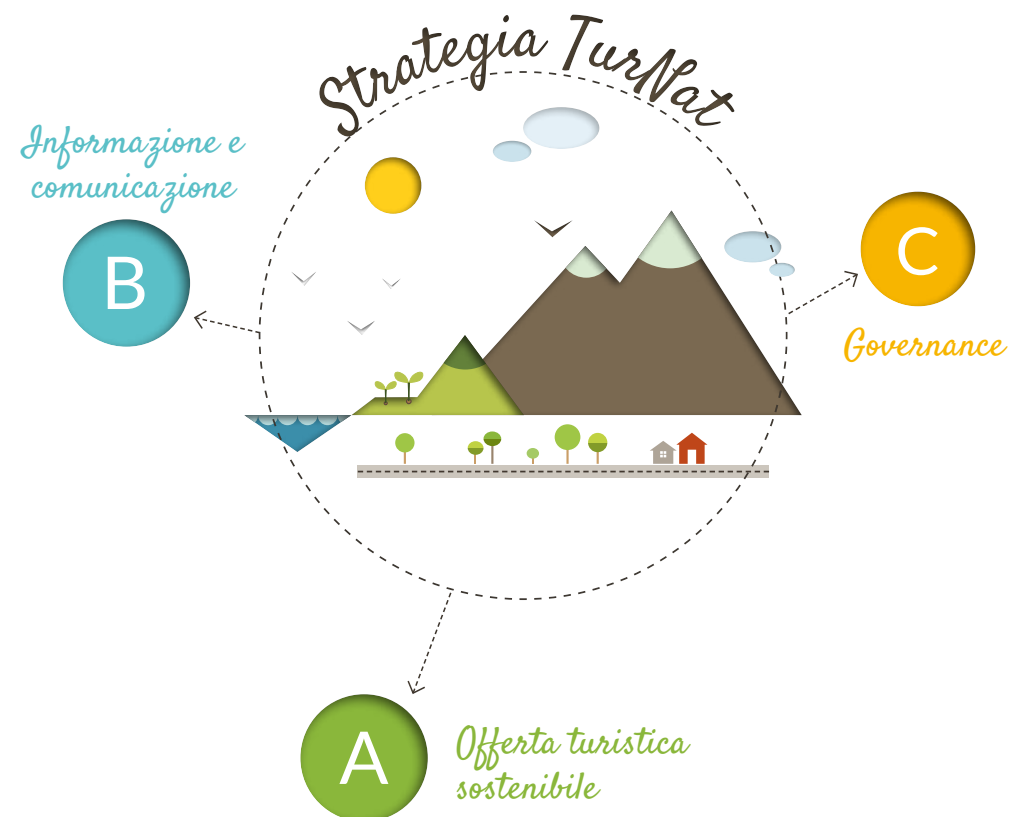 Strategia TurNat
Informazione e
comunicazione
B
C
Governance
A
Offerta turistica
sostenibile